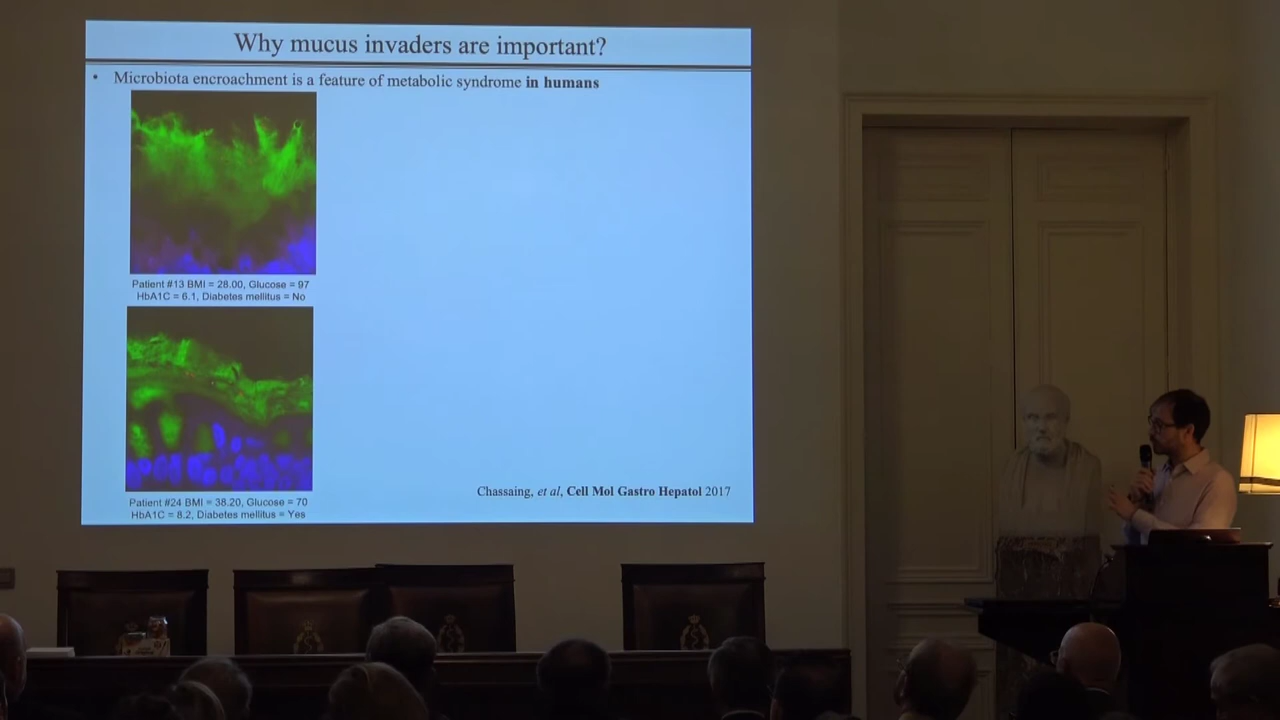 Why mucus invaders are important?
• Microbiota encroachment is a feature of metabolic syndrome in humans
Patient #13 BMI = 28.00, Glucose = 97
HbA1C = 6.1, Diabetes mellitus = No
Patient #24 BMI = 38.20, Glucose = 70
HbA1C = 8.2, Diabetes mellitus = Yes
Chassaing, et al, Cell Mol Gastro Hepatol 2017